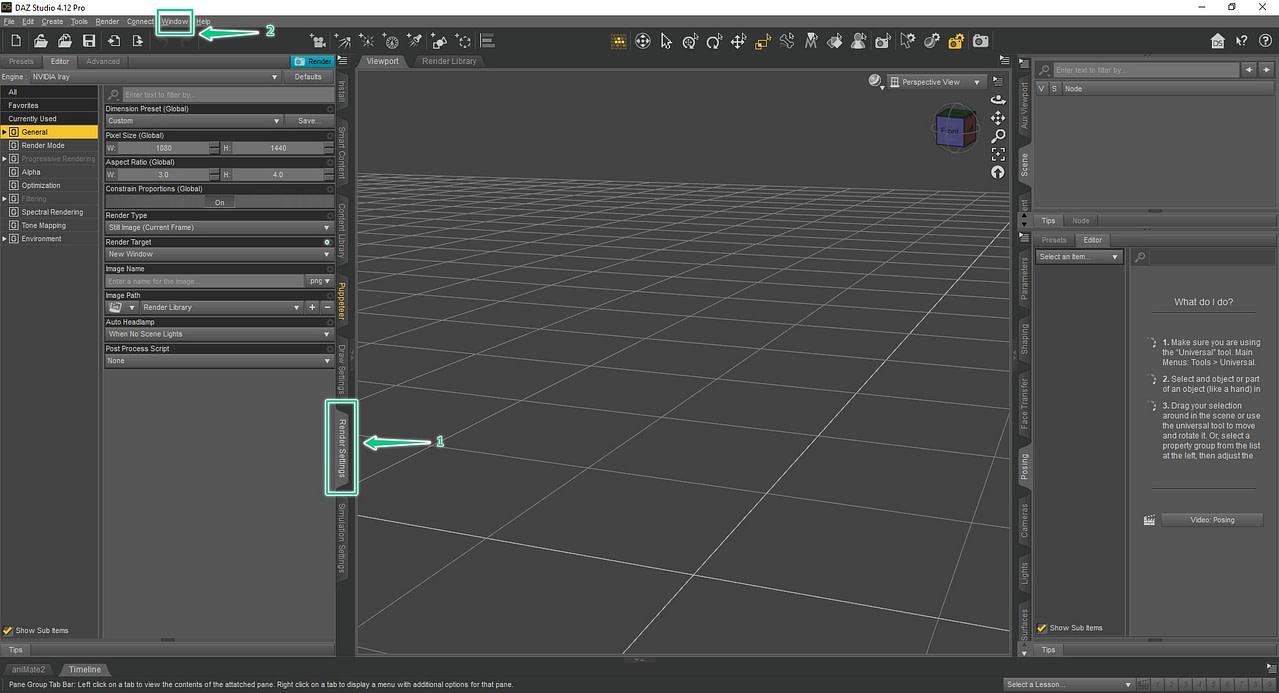 DAZ Studio 4.12 Pro
File Edit Create Tools Render Connect Window Help
2
Presets Editor Advanced Render
Engine : NVIDIA Iray Defaults
All
Favorites
Currently Used
General
Render Mode
Progressive Rendering
Alpha
Optimization
Filtering
Spectral Rendering
Tone Mapping
Environment
Show Sub Items
Tips
Enter text to filter by...
Dimension Preset (Global)
Custom Save...
Pixel Size (Global)
W: 1080 H: 1440
Aspect Ratio (Global)
W: 3.0 H: 4.0
Constrain Proportions (Global)
On
Render Type
Still Image (Current Frame)
Render Target
New Window
Image Name
Enter a name for the image... .png
Image Path
Render Library
Auto Headlamp
When No Scene Lights
Post Process Script
None
Install
Smart Content
Content Library
Puppeteer
Draw Settings
Render Settings
1
Simulation Settings
Viewport Render Library
Perspective View
Front
Aux Viewport
Scene
Enter text to filter by...
V S Node
Tips Node
Parameters
Shaping
Face Transfer
Posing
Cameras
Lights
Surfaces
Presets Editor
Select an Item...
What do I do?
1. Make sure you are using
the "Universal" tool. Main
Menus: Tools > Universal.
2. Select and object or part
of an object (like a hand) in
3. Drag your selection
around in the scene or use
the universal tool to move
and rotate it. Or, select a
property group from the list
at the left, then adjust the
Video: Posing
Show Sub Items
Tips
aniMate2 Timeline
Pane Group Tab Bar: Left click on a tab to view the contents of the attatched pane. Right click on a tab to display a menu with additional options for that pane.
Select a Lesson...